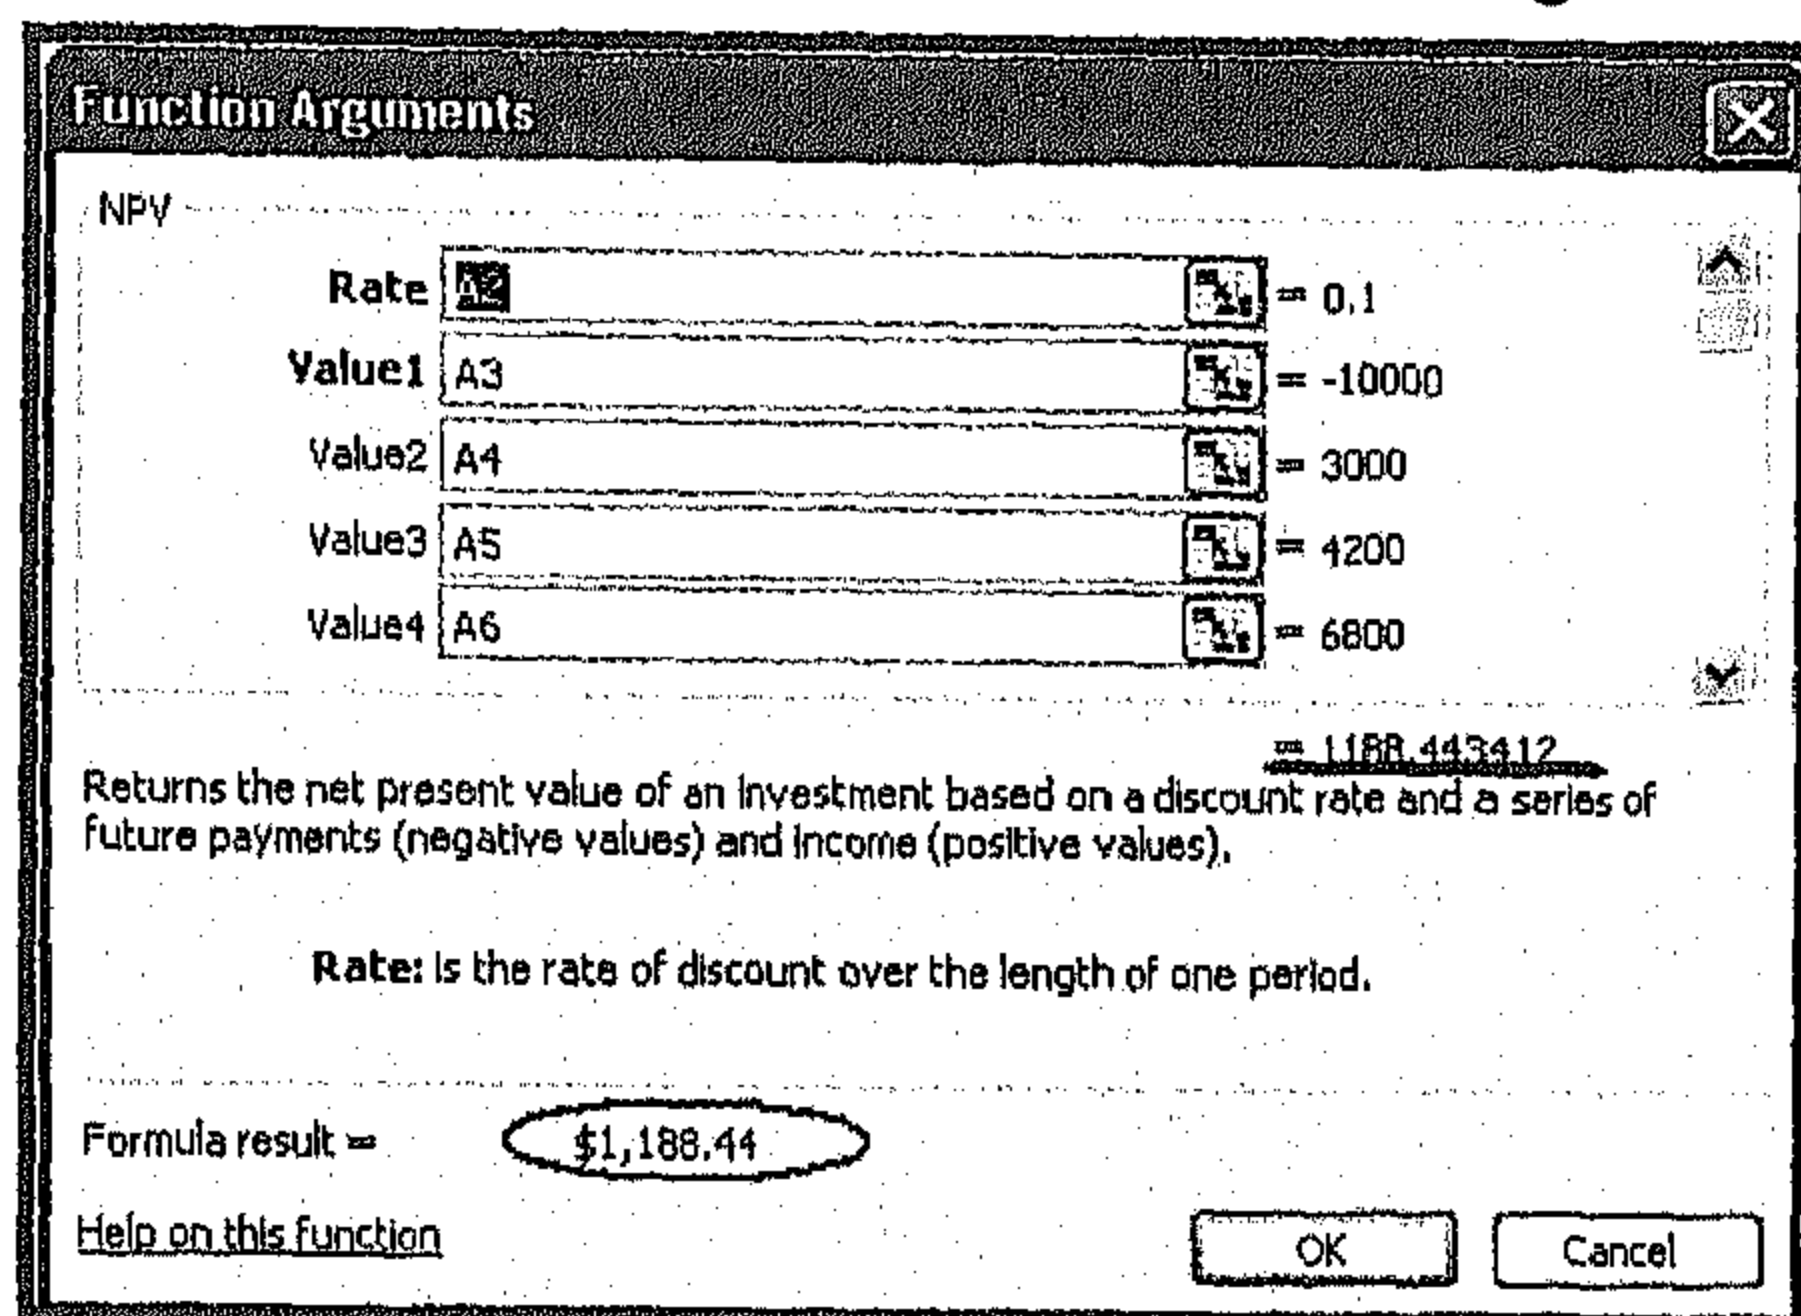 Function Arguments
NPV
Rate A2 = 0.1
Value1 A3 = -10000
Value2 A4 = 3000
Value3 A5 = 4200
Value4 A6 = 6800
= 1188.443412
Returns the net present value of an investment based on a discount rate and a series of
future payments (negative values) and income (positive values).
Rate: is the rate of discount over the length of one period.
Formula result = $1,188.44
Help on this function
OK Cancel